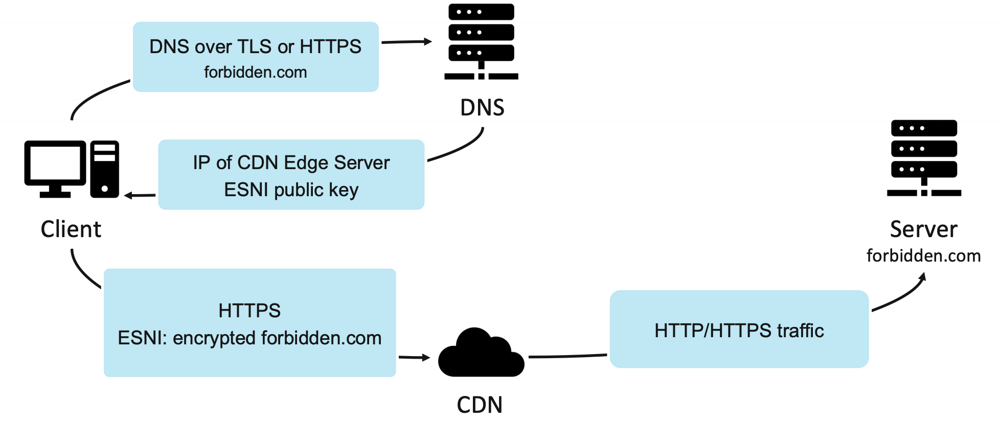 DNS over TLS or HTTPS
forbidden.com
DNS
IP of CDN Edge Server
ESNI public key
Client
Server
forbidden.com
HTTPS
ESNI: encrypted forbidden.com
HTTP/HTTPS traffic
CDN